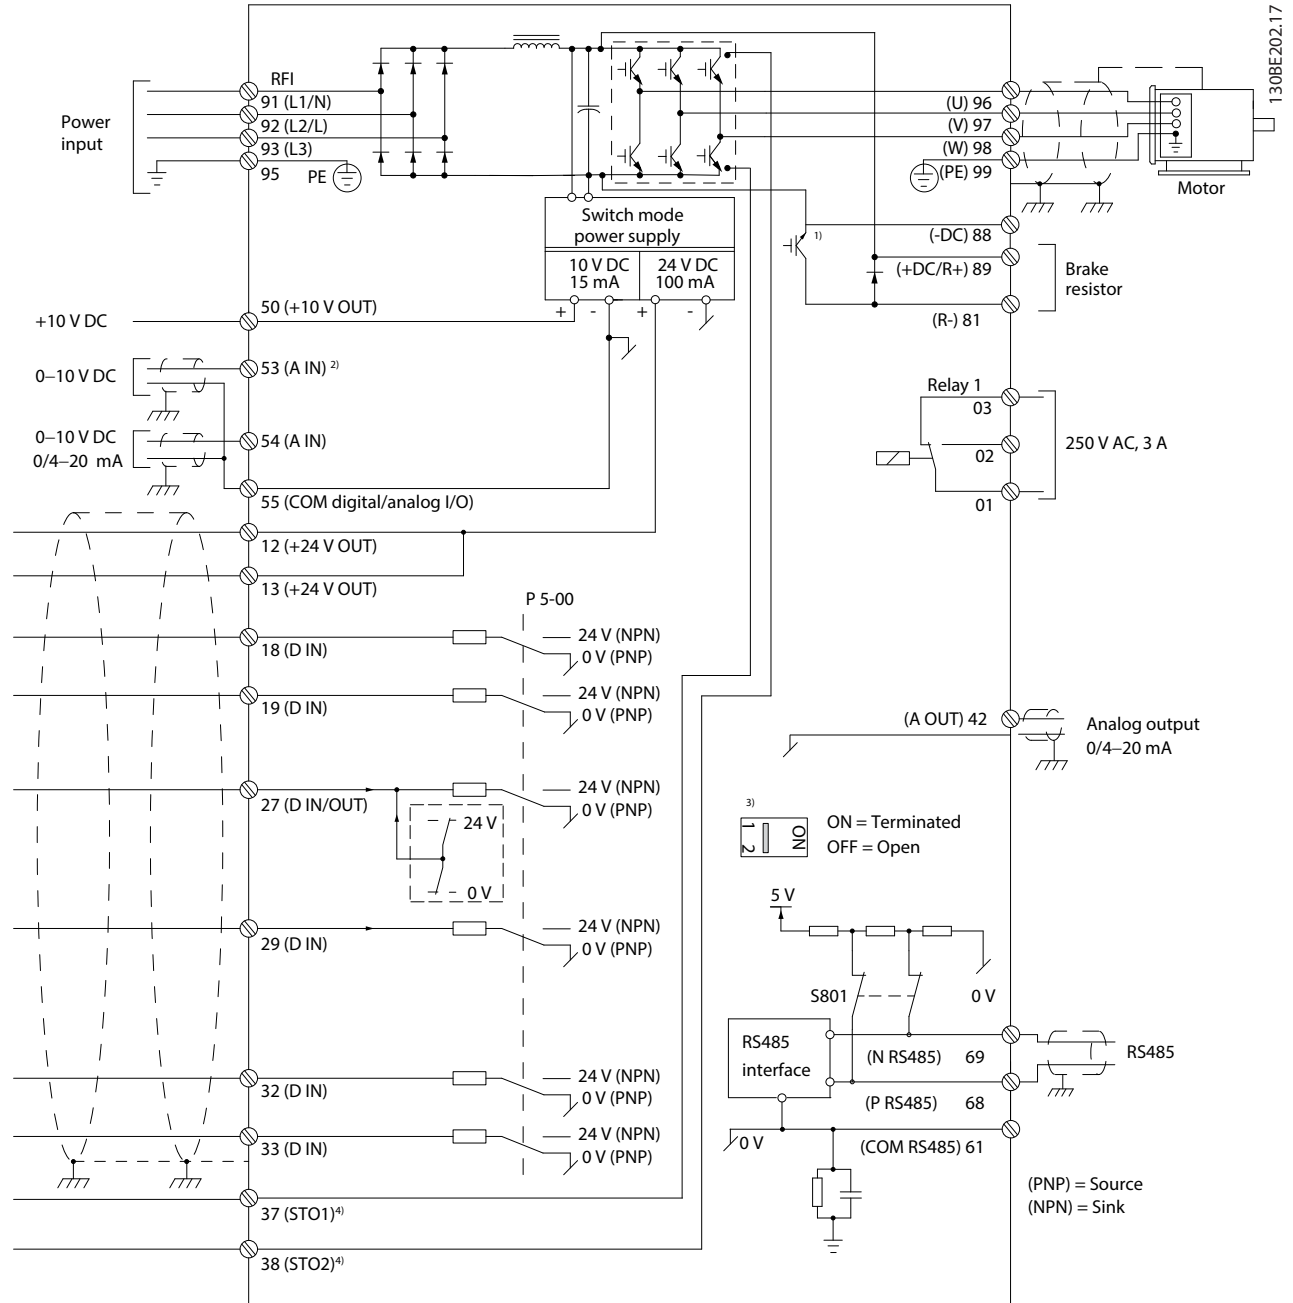 130BE202.17
RFI
91 (L1/N)
92 (L2/L)
93 (L3)
95
PE
Power
input
(U) 96
(V) 97
(W) 98
(PE) 99
Motor
Switch mode
power supply
10 V DC
15 mA
24 V DC
100 mA
+
-
+
-
1)
(-DC) 88
(+DC/R+) 89
(R-) 81
Brake
resistor
+10 V DC
50 (+10 V OUT)
0–10 V DC
53 (A IN) 2)
0–10 V DC
0/4–20 mA
54 (A IN)
55 (COM digital/analog I/O)
Relay 1
03
02
01
250 V AC, 3 A
12 (+24 V OUT)
13 (+24 V OUT)
P 5-00
18 (D IN)
24 V (NPN)
0 V (PNP)
19 (D IN)
24 V (NPN)
0 V (PNP)
27 (D IN/OUT)
24 V (NPN)
0 V (PNP)
24 V
0 V
29 (D IN)
24 V (NPN)
0 V (PNP)
32 (D IN)
24 V (NPN)
0 V (PNP)
33 (D IN)
24 V (NPN)
0 V (PNP)
37 (STO1)4)
38 (STO2)4)
(A OUT) 42
Analog output
0/4–20 mA
3)
1 2
ON
ON = Terminated
OFF = Open
5 V
S801
0 V
RS485
interface
(N RS485) 69
(P RS485) 68
RS485
0 V
(COM RS485) 61
(PNP) = Source
(NPN) = Sink